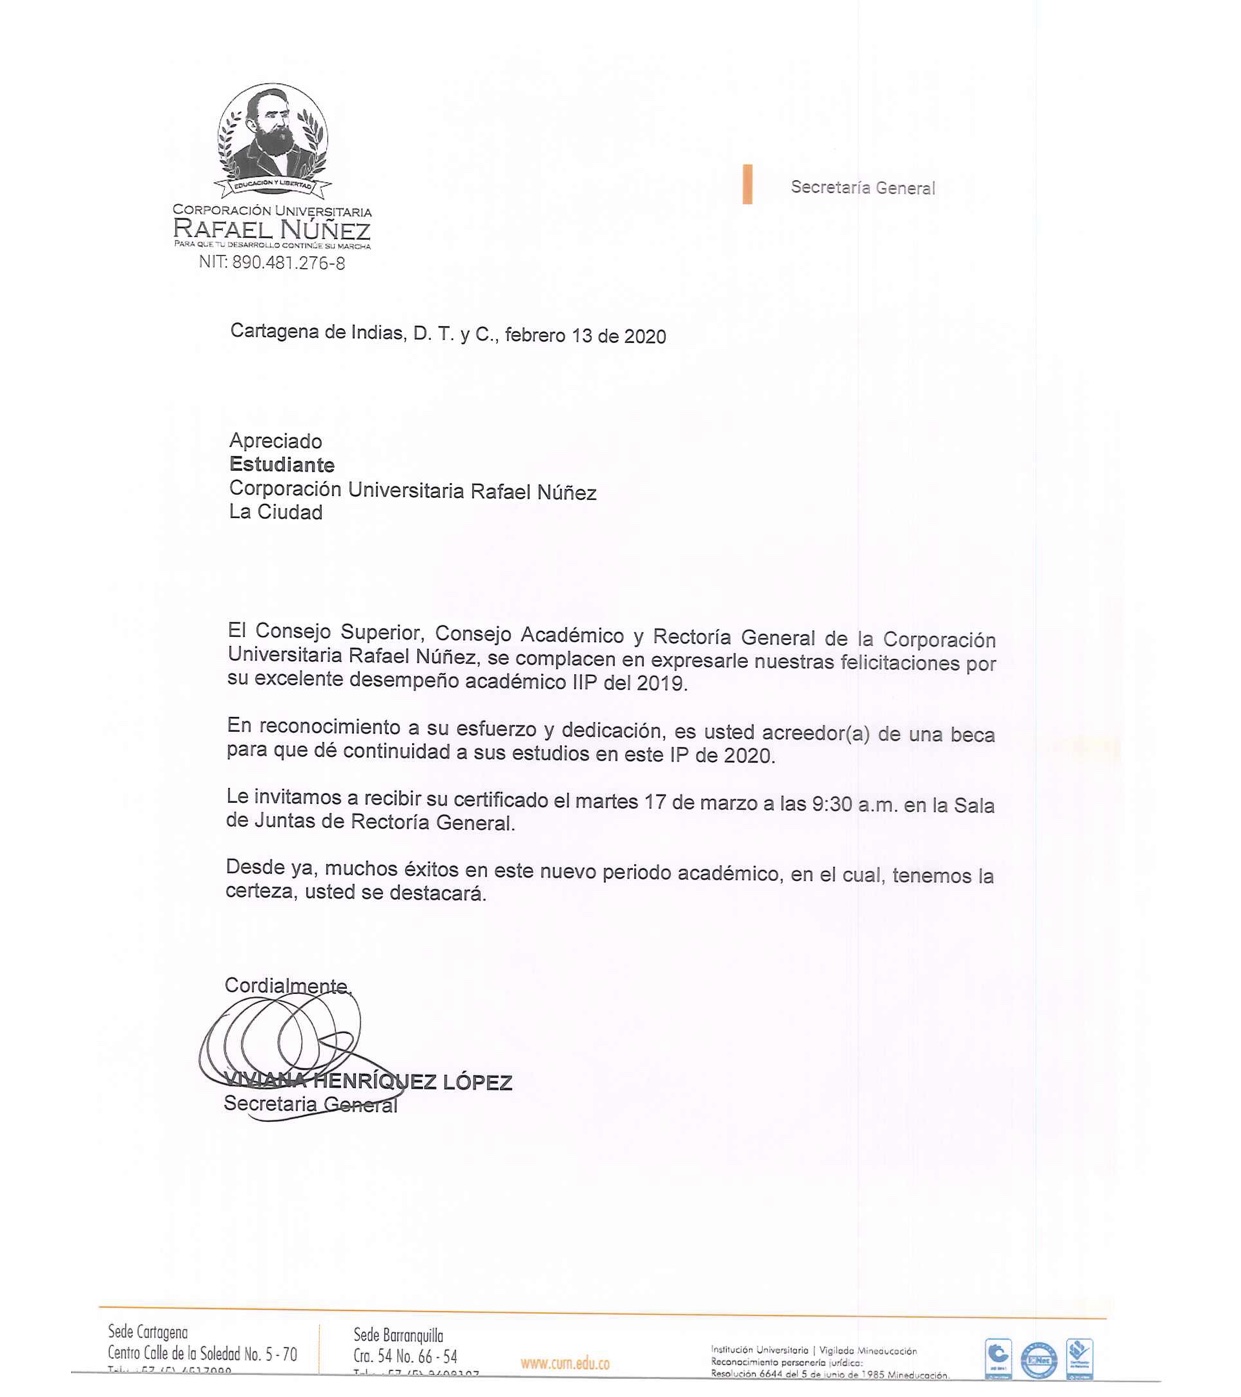 EDUCACIÓN Y LIBERTAD
CORPORACIÓN UNIVERSITARIA
RAFAEL NÚÑEZ
PARA QUE TU DESARROLLO CONTINÚE SU MARCHA
NIT: 890.481.276-8
Secretaría General
Cartagena de Indias, D. T. y C., febrero 13 de 2020
Apreciado
Estudiante
Corporación Universitaria Rafael Núñez
La Ciudad
El Consejo Superior, Consejo Académico y Rectoría General de la Corporación
Universitaria Rafael Núñez, se complacen en expresarle nuestras felicitaciones por
su excelente desempeño académico IIP del 2019.
En reconocimiento a su esfuerzo y dedicación, es usted acreedor(a) de una beca
para que dé continuidad a sus estudios en este IP de 2020.
Le invitamos a recibir su certificado el martes 17 de marzo a las 9:30 a.m. en la Sala
de Juntas de Rectoría General.
Desde ya, muchos éxitos en este nuevo periodo académico, en el cual, tenemos la
certeza, usted se destacará.
Cordialmente,
VIVIANA HENRÍQUEZ LÓPEZ
Secretaria General
Sede Cartagena
Centro Calle de la Soledad No. 5 - 70
Sede Barranquilla
Cra. 54 No. 66 - 54
www.curn.edu.co
Institución Universitaria | Vigilada Mineducación
Reconocimiento personería jurídica:
Resolución 6644 del 5 de junio de 1985 Mineducación.